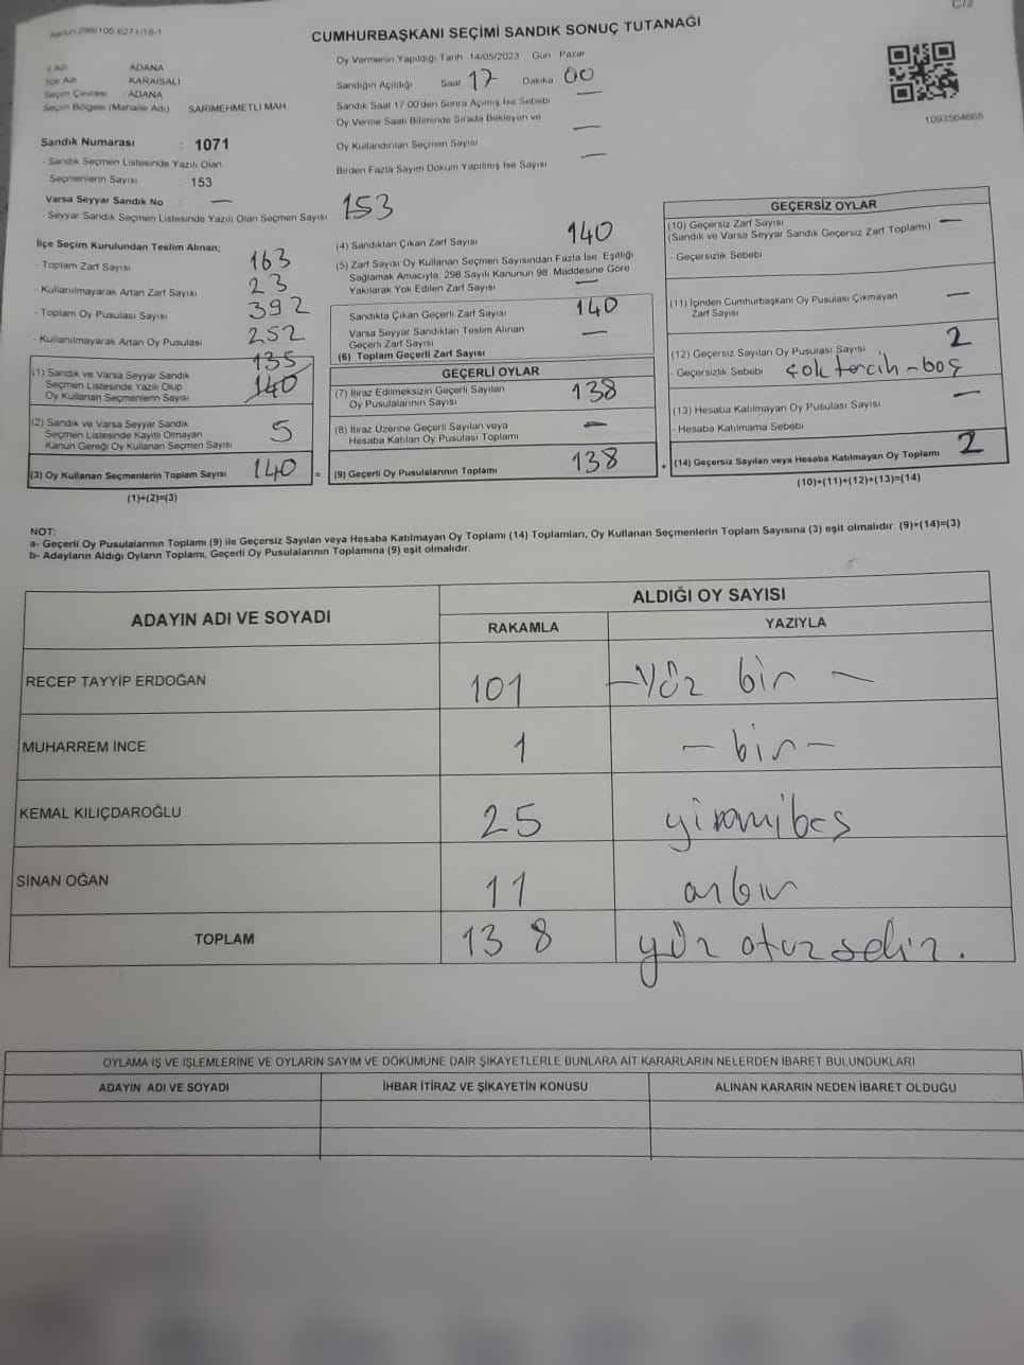 C/2
CUMHURBAŞKANI SEÇİMİ SANDIK SONUÇ TUTANAĞI
İl Adı ADANA
İlçe Adı KARAİSALI
Seçim Çevresi ADANA
Seçim Bölgesi (Mahalle Adı) SARIMEHMETLİ MAH.
Sandık Numarası : 1071
- Sandık Seçmen Listesinde Yazılı Olan
Seçmenlerin Sayısı 153
Varsa Seyyar Sandık No —
- Seyyar Sandık Seçmen Listesinde Yazılı Olan Seçmen Sayısı 153
Oy Vermenin Yapıldığı Tarih 14/05/2023 Gün Pazar
Sandığın Açıldığı Saat 17 Dakika 00
Sandık Saat 17.00'den Sonra Açılmış İse Sebebi —
Oy Verme Saati Bitiminde Sırada Bekleyen ve
Oy Kullandırılan Seçmen Sayısı —
Birden Fazla Sayım Döküm Yapılmış İse Sayısı —
1093564665
İlçe Seçim Kurulundan Teslim Alınan;
- Toplam Zarf Sayısı 163
- Kullanılmayarak Artan Zarf Sayısı 23
- Toplam Oy Pusulası Sayısı 392
- Kullanılmayarak Artan Oy Pusulası 252
135
(1) Sandık ve Varsa Seyyar Sandık
Seçmen Listesinde Yazılı Olup
Oy Kullanan Seçmenlerin Sayısı 140
(2) Sandık ve Varsa Seyyar Sandık
Seçmen Listesinde Kayıtlı Olmayan
Kanun Gereği Oy Kullanan Seçmen Sayısı 5
(3) Oy Kullanan Seçmenlerin Toplam Sayısı 140 =
(1)+(2)=(3)
(4) Sandıktan Çıkan Zarf Sayısı 140
(5) Zarf Sayısı Oy Kullanan Seçmen Sayısından Fazla İse, Eşitliği
Sağlamak Amacıyla; 298 Sayılı Kanunun 98. Maddesine Göre
Yakılarak Yok Edilen Zarf Sayısı —
Sandıkta Çıkan Geçerli Zarf Sayısı 140
Varsa Seyyar Sandıktan Teslim Alınan
Geçerli Zarf Sayısı —
(6) Toplam Geçerli Zarf Sayısı
GEÇERLİ OYLAR
(7) İtiraz Edilmeksizin Geçerli Sayılan
Oy Pusulalarının Sayısı 138
(8) İtiraz Üzerine Geçerli Sayılan veya
Hesaba Katılan Oy Pusulası Toplamı —
(9) Geçerli Oy Pusulalarının Toplamı 138 +
GEÇERSİZ OYLAR
(10) Geçersiz Zarf Sayısı —
(Sandık ve Varsa Seyyar Sandık Geçersiz Zarf Toplamı)
- Geçersizlik Sebebi
(11) İçinden Cumhurbaşkanı Oy Pusulası Çıkmayan
Zarf Sayısı —
(12) Geçersiz Sayılan Oy Pusulası Sayısı 2
- Geçersizlik Sebebi çok tercih - boş
(13) Hesaba Katılmayan Oy Pusulası Sayısı —
- Hesaba Katılmama Sebebi
(14) Geçersiz Sayılan veya Hesaba Katılmayan Oy Toplamı 2
(10)+(11)+(12)+(13)=(14)
NOT:
a- Geçerli Oy Pusulalarının Toplamı (9) ile Geçersiz Sayılan veya Hesaba Katılmayan Oy Toplamı (14) Toplamları, Oy Kullanan Seçmenlerin Toplam Sayısına (3) eşit olmalıdır. (9)+(14)=(3)
b- Adayların Aldığı Oyların Toplamı, Geçerli Oy Pusulalarının Toplamına (9) eşit olmalıdır.
ADAYIN ADI VE SOYADI
ALDIĞI OY SAYISI
RAKAMLA YAZIYLA
RECEP TAYYİP ERDOĞAN 101 — Yüz bir —
MUHARREM İNCE 1 — bir —
KEMAL KILIÇDAROĞLU 25 yirmibeş
SİNAN OĞAN 11 onbir
TOPLAM 138 yüz otuz sekiz.
OYLAMA İŞ VE İŞLEMLERİNE VE OYLARIN SAYIM VE DÖKÜMÜNE DAİR ŞİKAYETLERLE BUNLARA AİT KARARLARIN NELERDEN İBARET BULUNDUKLARI
ADAYIN ADI VE SOYADI İHBAR İTİRAZ VE ŞİKAYETİN KONUSU ALINAN KARARIN NEDEN İBARET OLDUĞU